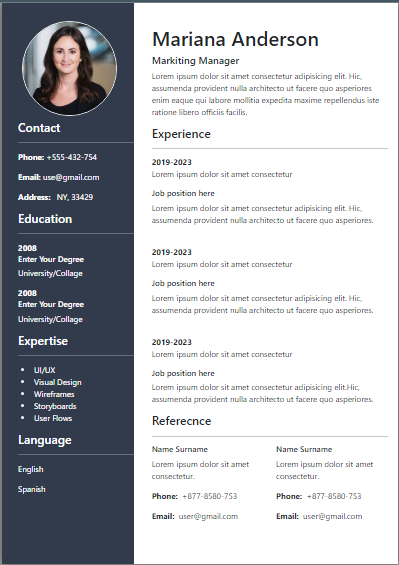 Contact
Phone: +555-432-754
Email: use@gmail.com
Address: NY, 33429
Education
2008
Enter Your Degree
University/Collage
2008
Enter Your Degree
University/Collage
Expertise
• UI/UX
• Visual Design
• Wireframes
• Storyboards
• User Flows
Language
English
Spanish
Mariana Anderson
Markiting Manager
Lorem ipsum dolor sit amet consectetur adipisicing elit. Hic,
assumenda provident nulla architecto ut facere quo asperiores
enim eaque qui labore mollitia expedita maxime repellendus iste
ratione libero officiis facilis.
Experience
2019-2023
Lorem ipsum dolor sit amet consectetur
Job position here
Lorem ipsum dolor sit amet consectetur adipisicing elit. Hic,
assumenda provident nulla architecto ut facere quo asperiores.
2019-2023
Lorem ipsum dolor sit amet consectetur
Job position here
Lorem ipsum dolor sit amet consectetur adipisicing elit. Hic,
assumenda provident nulla architecto ut facere quo asperiores.
2019-2023
Lorem ipsum dolor sit amet consectetur
Job position here
Lorem ipsum dolor sit amet consectetur adipisicing elit.Hic,
assumenda provident nulla architecto ut facere quo asperiores.
Referecnce
Name Surname
Lorem ipsum dolor sit amet
consectetur.
Phone: +877-8580-753
Email: user@gmail.com
Name Surname
Lorem ipsum dolor sit amet
consectetur.
Phone: +877-8580-753
Email: user@gmail.com